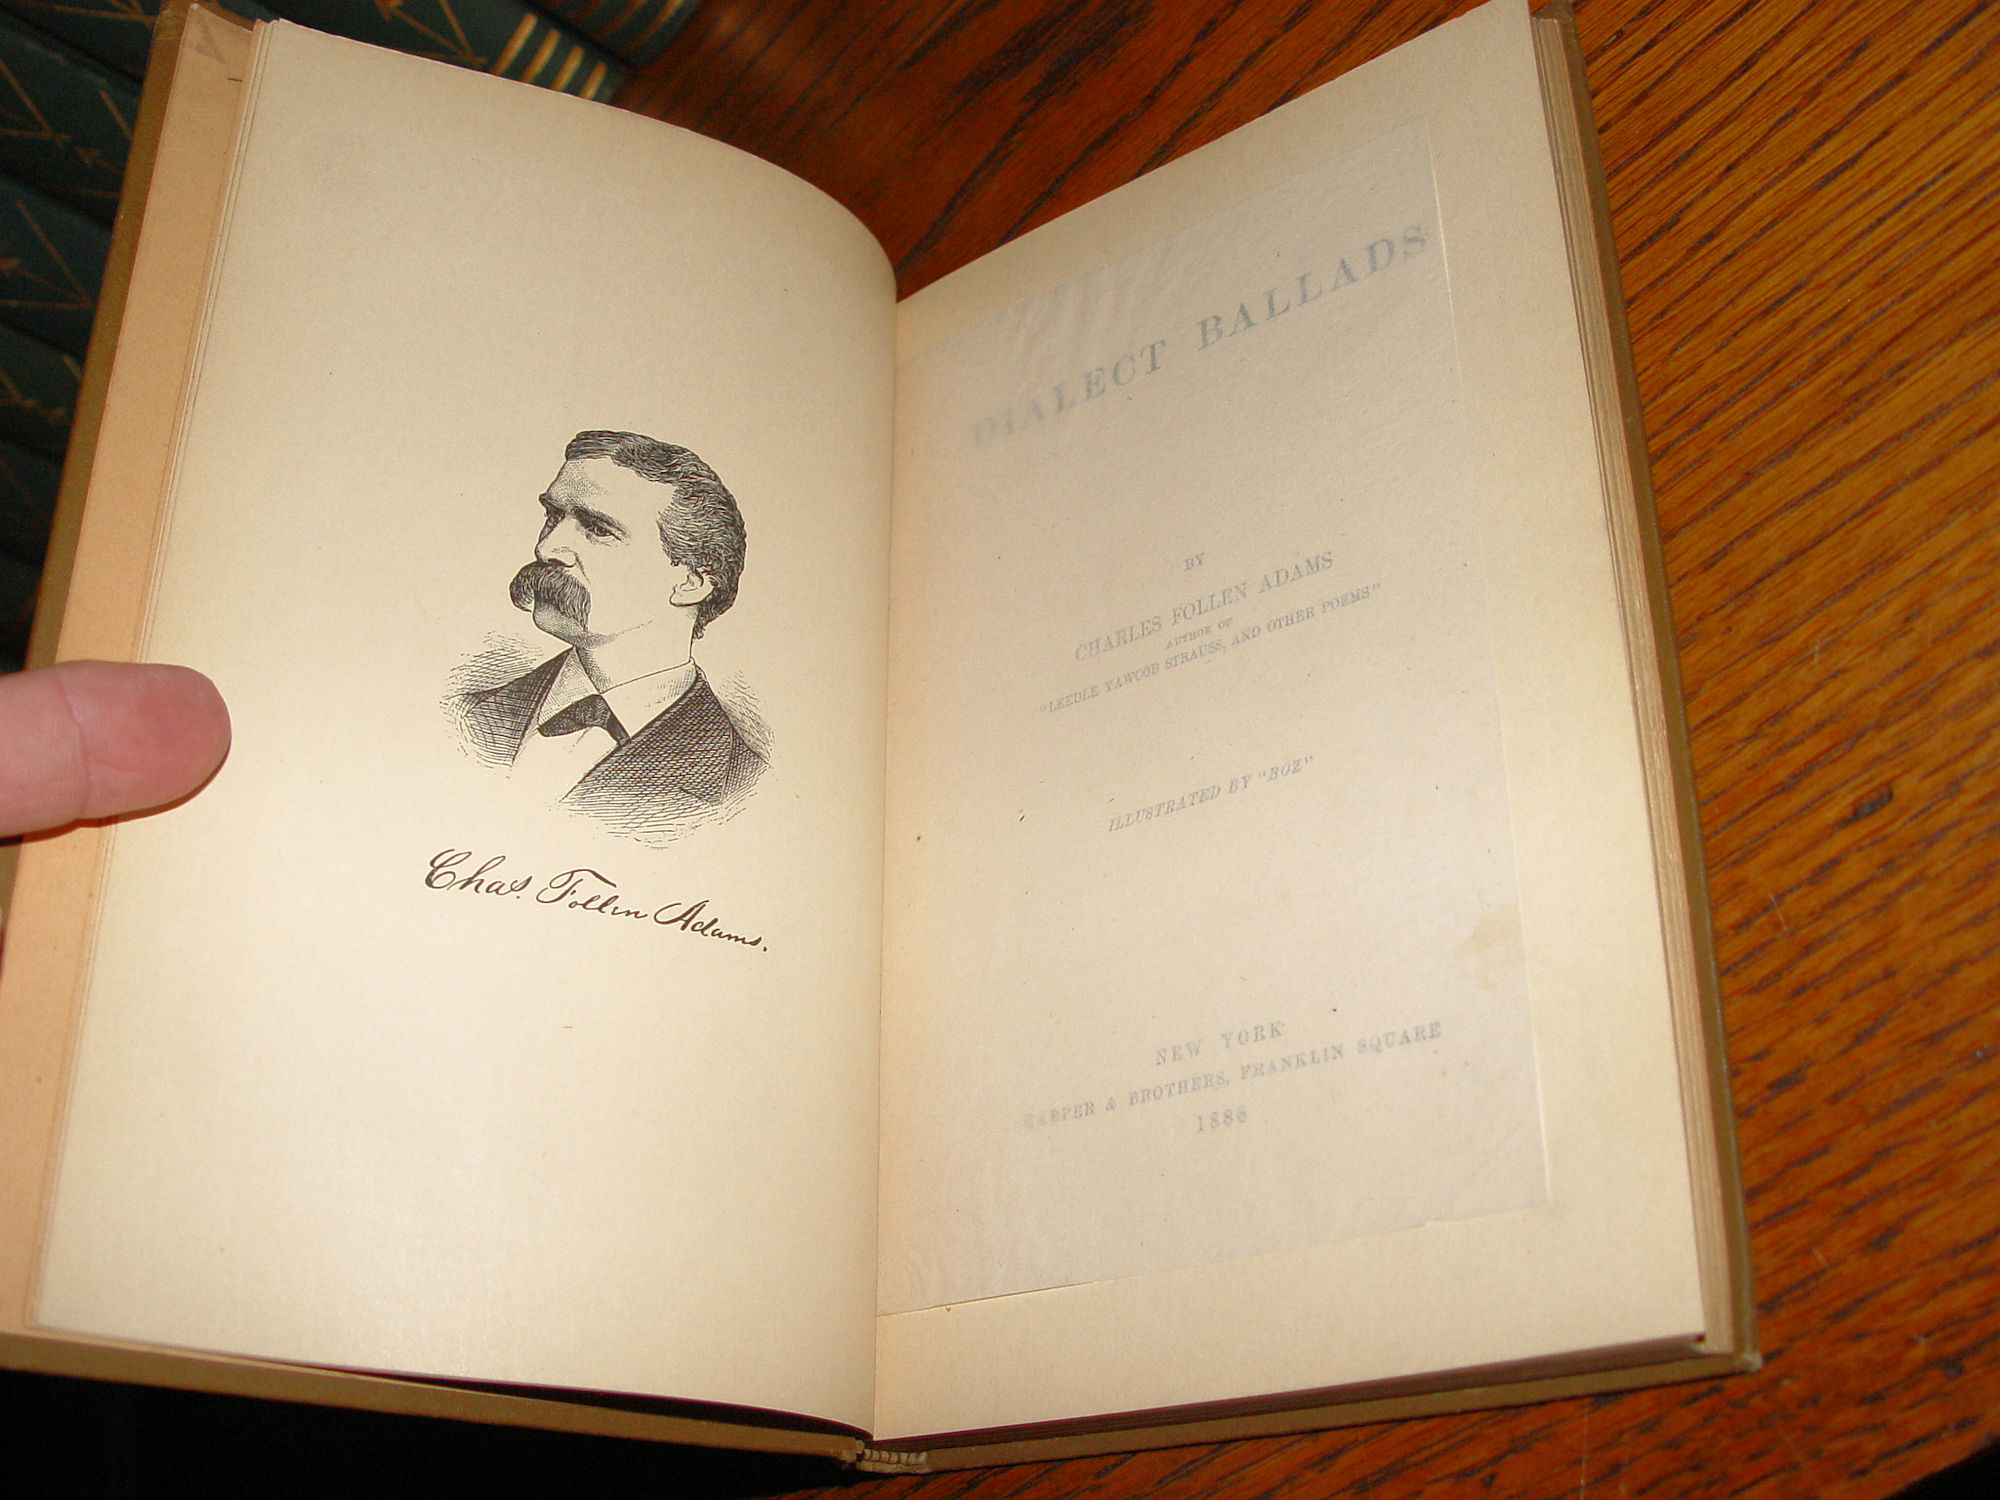 Chas. Follen Adams.
DIALECT BALLADS
BY
CHARLES FOLLEN ADAMS
AUTHOR OF
"LEEDLE YAWCOB STRAUSS, AND OTHER POEMS"
ILLUSTRATED BY "BOZ"
NEW YORK
HARPER & BROTHERS, FRANKLIN SQUARE
1888